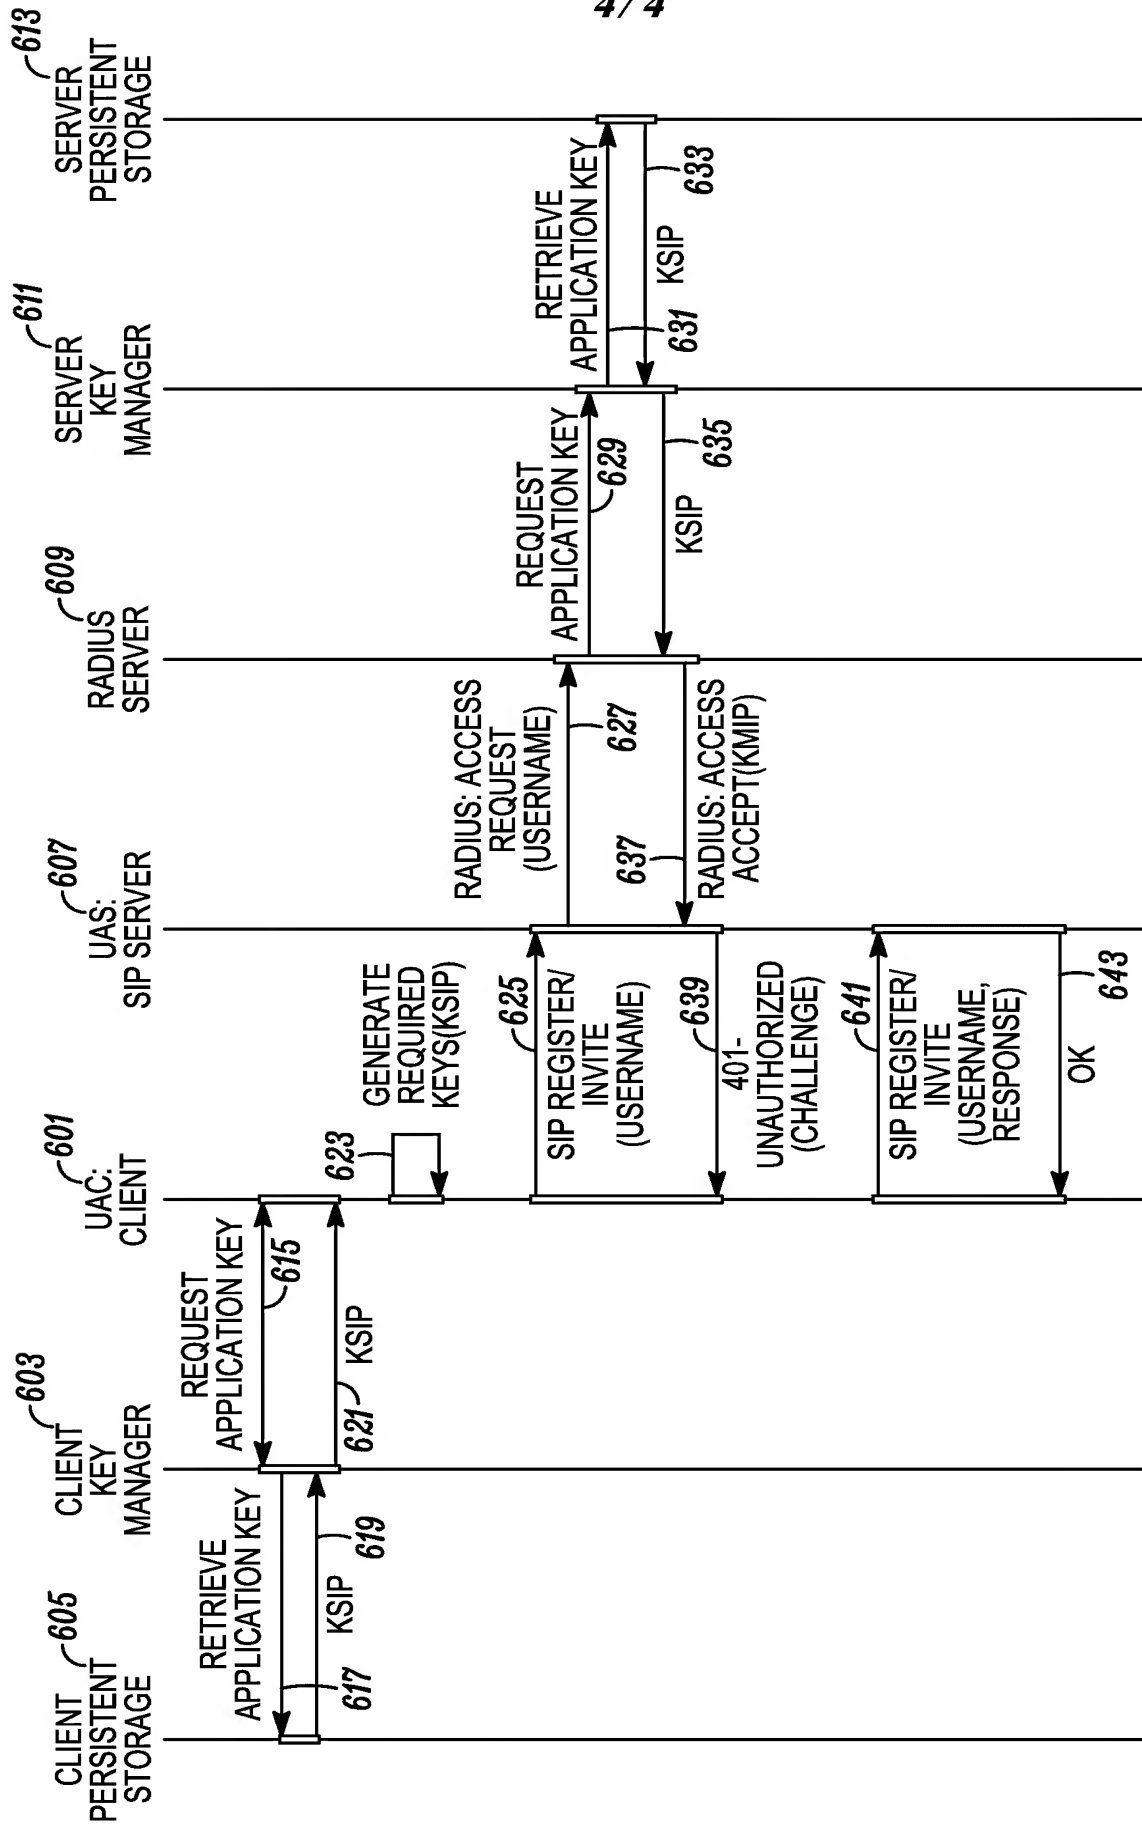 4/4
605
CLIENT
PERSISTENT
STORAGE
603
CLIENT
KEY
MANAGER
601
UAC:
CLIENT
607
UAS:
SIP SERVER
609
RADIUS
SERVER
611
SERVER
KEY
MANAGER
613
SERVER
PERSISTENT
STORAGE
REQUEST
APPLICATION KEY
615
RETRIEVE
APPLICATION KEY
617
KSIP
619
KSIP
621
623
GENERATE
REQUIRED
KEYS(KSIP)
625
SIP REGISTER/
INVITE
(USERNAME)
RADIUS: ACCESS
REQUEST
(USERNAME)
627
REQUEST
APPLICATION KEY
629
RETRIEVE
APPLICATION KEY
631
KSIP
633
KSIP
635
637
RADIUS: ACCESS
ACCEPT(KMIP)
639
401-
UNAUTHORIZED
(CHALLENGE)
641
SIP REGISTER/
INVITE
(USERNAME,
RESPONSE)
OK
643